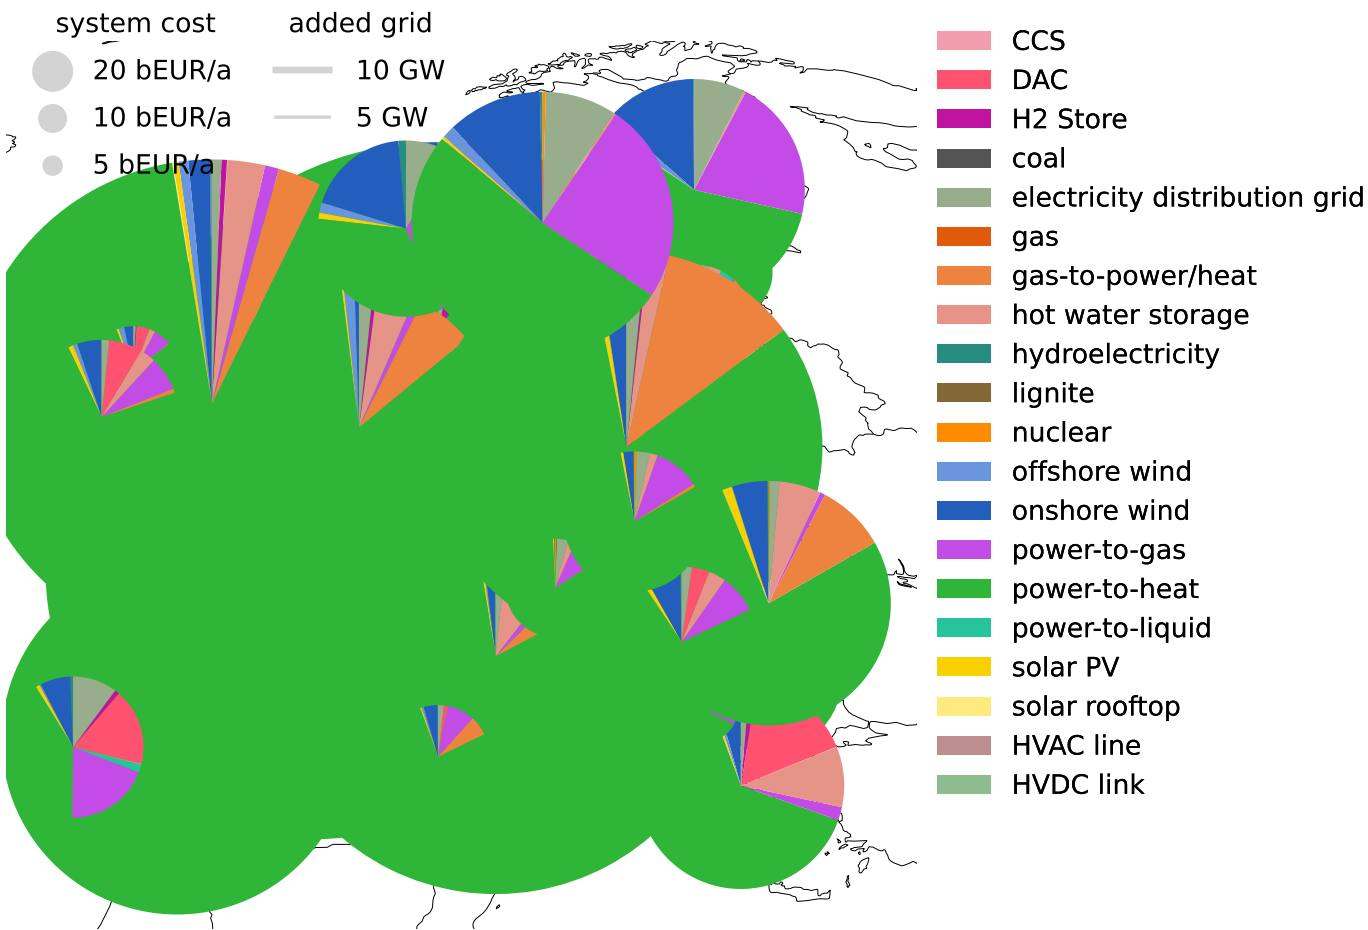 system cost
20 bEUR/a
10 bEUR/a
5 bEUR/a
added grid
10 GW
5 GW
CCS
DAC
H2 Store
coal
electricity distribution grid
gas
gas-to-power/heat
hot water storage
hydroelectricity
lignite
nuclear
offshore wind
onshore wind
power-to-gas
power-to-heat
power-to-liquid
solar PV
solar rooftop
HVAC line
HVDC link